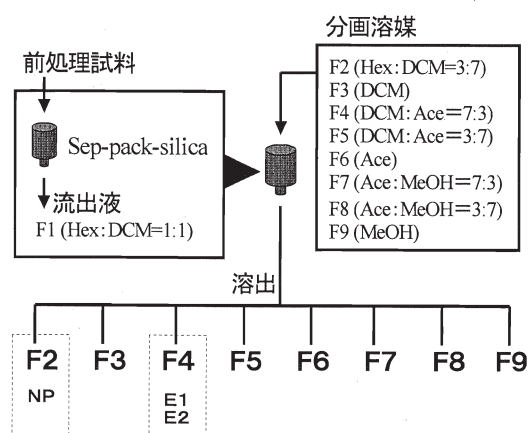 前処理試料
Sep-pack-silica
流出液
F1 (Hex:DCM=1:1)
分画溶媒
F2 (Hex:DCM=3:7)
F3 (DCM)
F4 (DCM:Ace=7:3)
F5 (DCM:Ace=3:7)
F6 (Ace)
F7 (Ace:MeOH=7:3)
F8 (Ace:MeOH=3:7)
F9 (MeOH)
溶出
F2 F3 F4 F5 F6 F7 F8 F9
NP
E1
E2